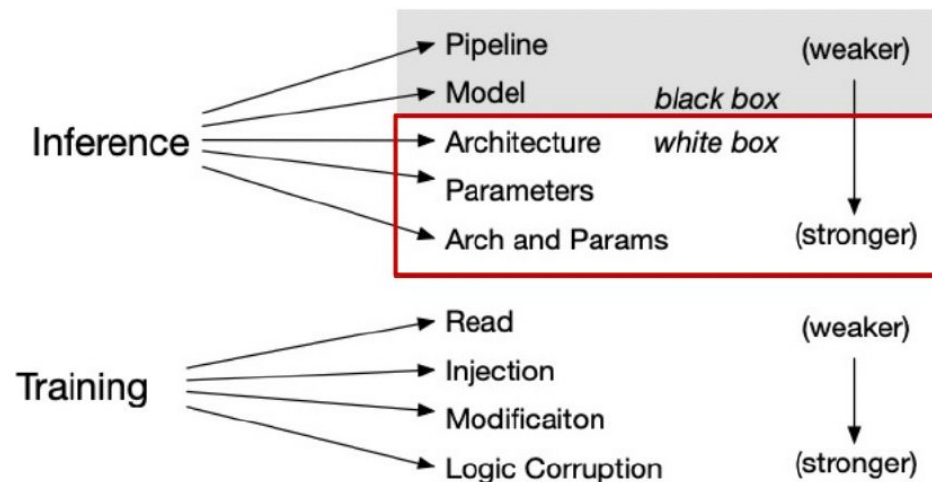 Pipeline (weaker)
Model black box
Inference Architecture white box
Parameters
Arch and Params (stronger)
Read (weaker)
Injection
Training
Modificaiton
Logic Corruption (stronger)